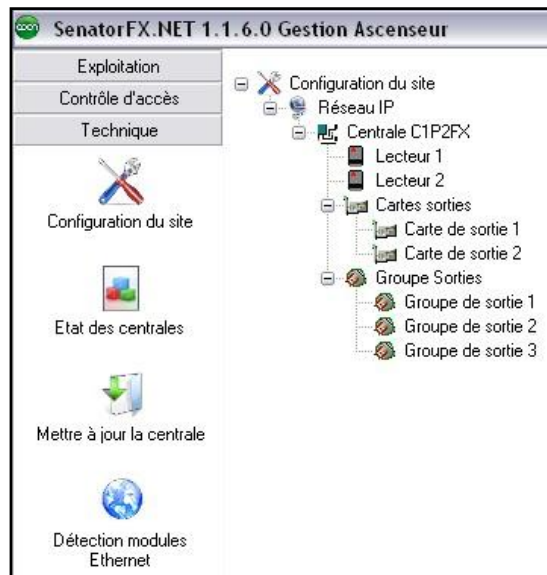 SenatorFX.NET 1.1.6.0 Gestion Ascenseur
Exploitation
Contrôle d'accès
Technique
Configuration du site
Etat des centrales
Mettre à jour la centrale
Détection modules
Ethernet
Configuration du site
Réseau IP
Centrale C1P2FX
Lecteur 1
Lecteur 2
Cartes sorties
Carte de sortie 1
Carte de sortie 2
Groupe Sorties
Groupe de sortie 1
Groupe de sortie 2
Groupe de sortie 3